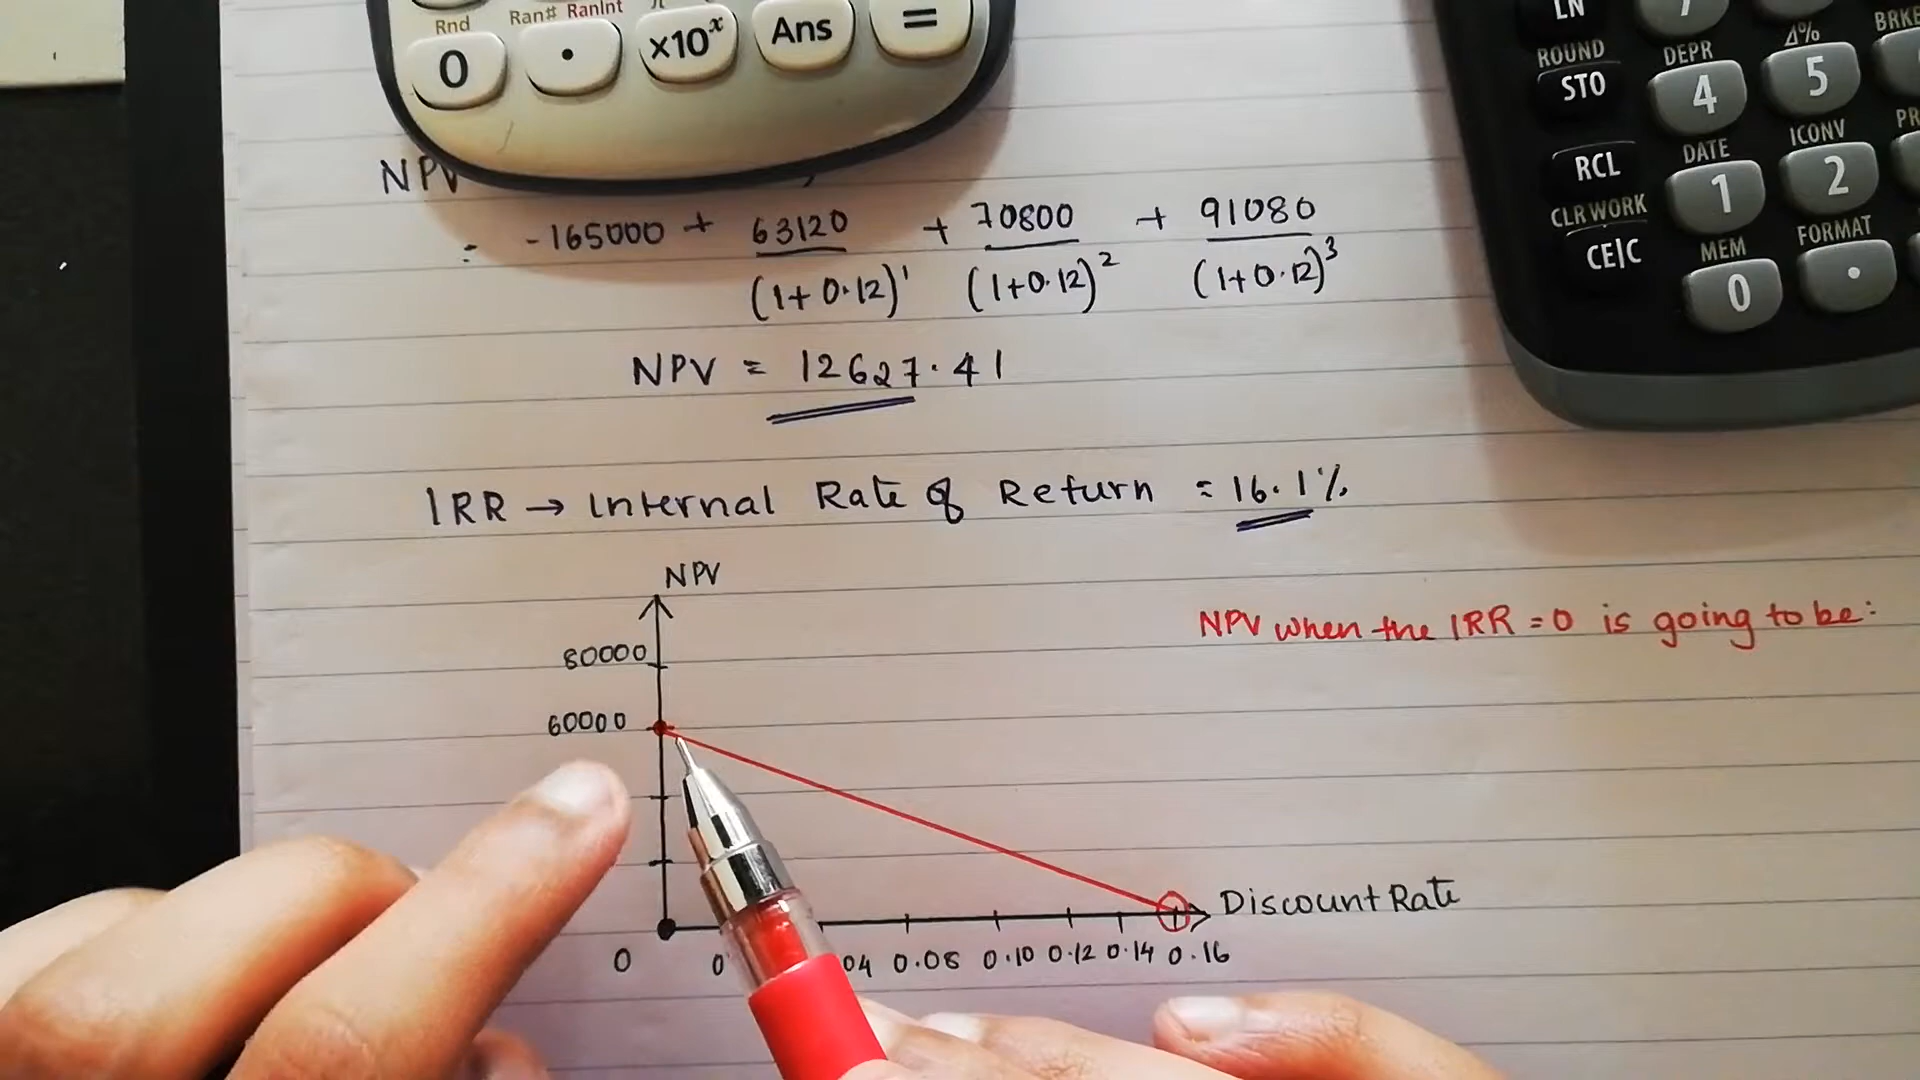 Rnd Ran# RanInt
0 · ×10ˣ Ans =
LN
ROUND DEPR Δ%
STO 4 5
DATE ICONV
RCL 1 2
CLR WORK MEM FORMAT
CE|C 0 ·
NPV
= -165000 + 63120 + 70800 + 91080
(1+0.12)¹ (1+0.12)² (1+0.12)³
NPV = 12627.41
IRR → Internal Rate of Return = 16.1%
NPV
NPV when the IRR = 0 is going to be:
80000
60000
Discount Rate
0 0 04 0.08 0.10 0.12 0.14 0.16